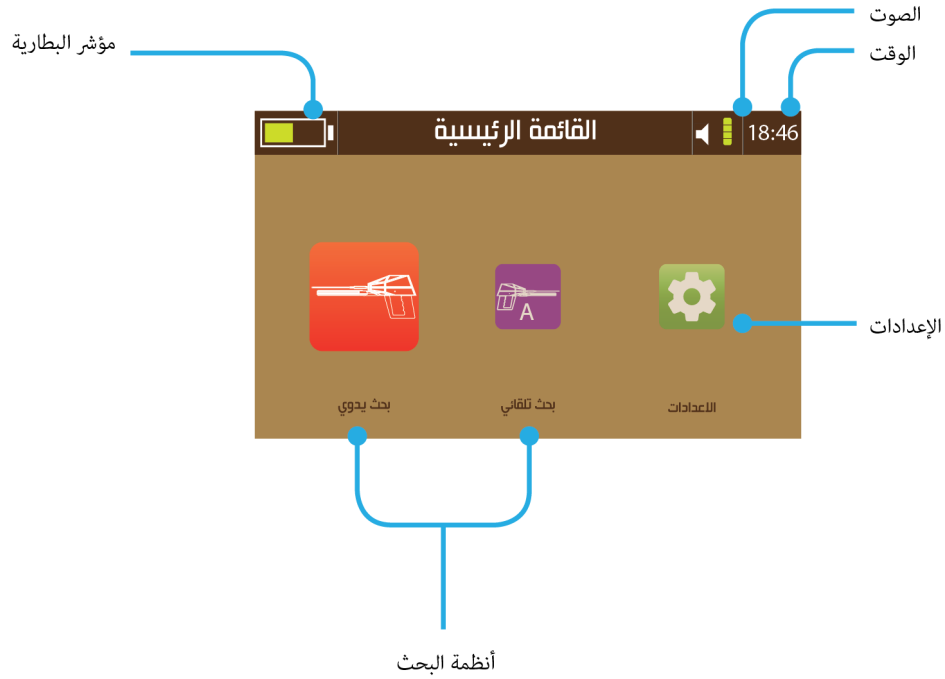 الصوت
مؤشر البطارية
الوقت
القائمة الرئيسية
18:46
A
الإعدادات
بحث يدوي
بحث تلقائي
الاعدادات
أنظمة البحث